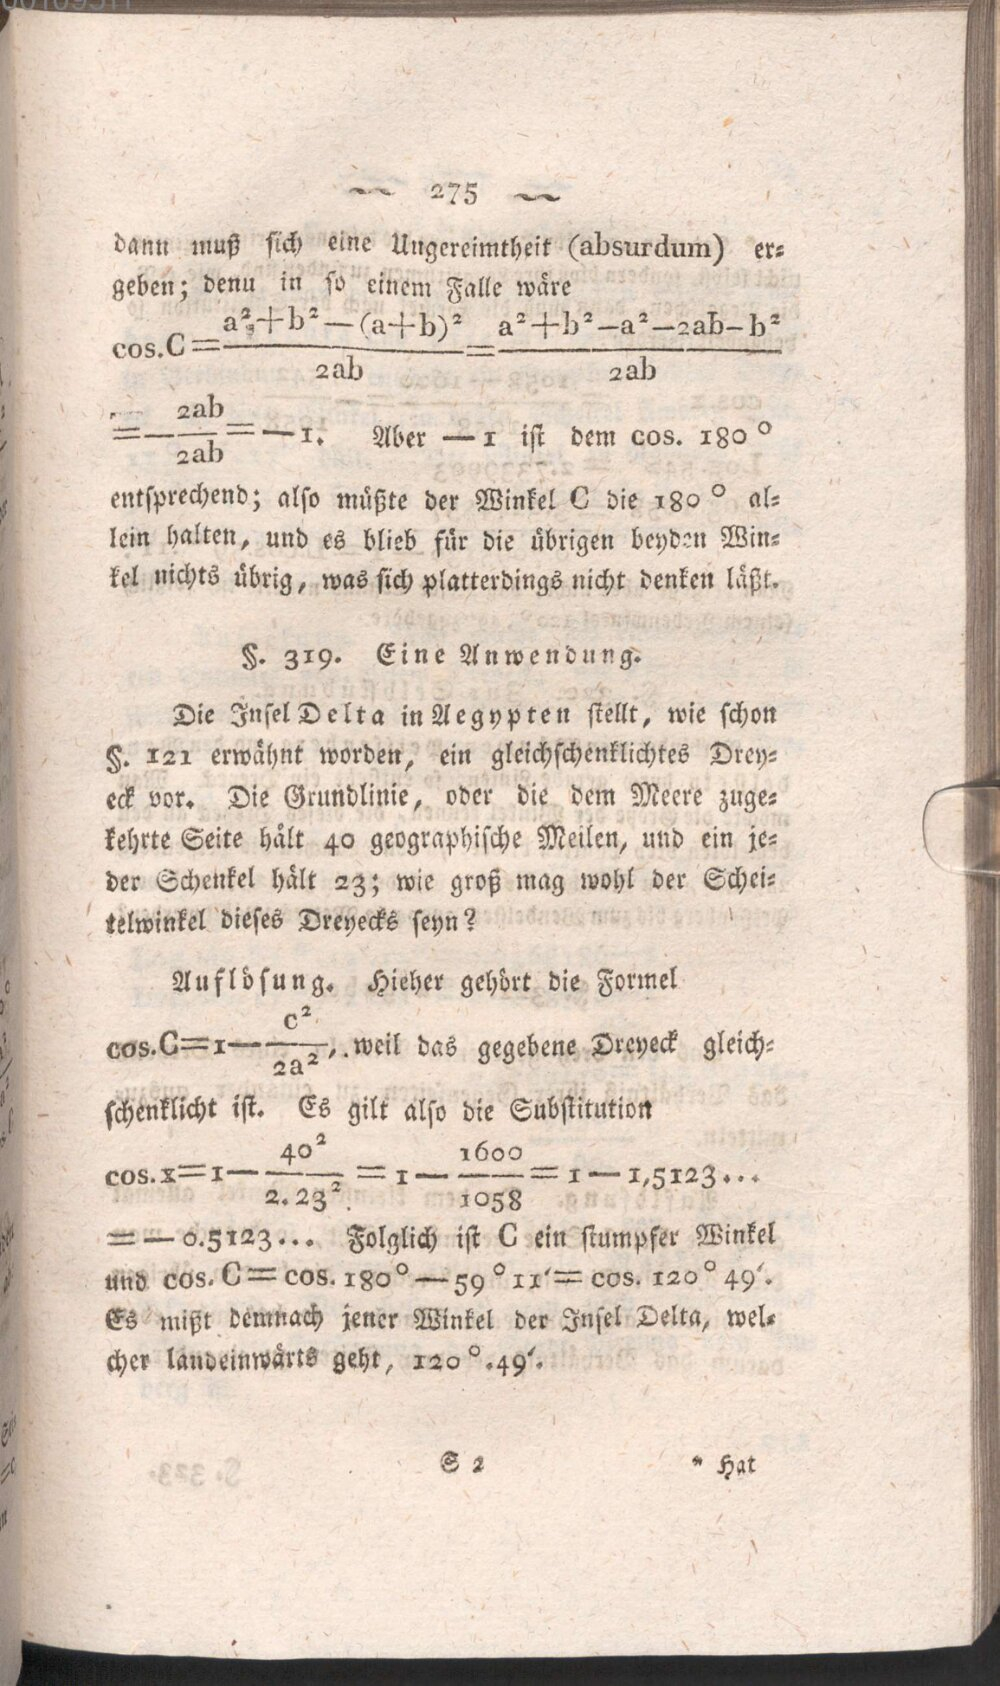 275
dann muß sich eine Ungereimtheit (absurdum) er=
geben; denn in so einem Falle wäre
cos.C = (a²+b²—(a+b)²)/2ab = (a²+b²—a²—2ab—b²)/2ab
= — 2ab/2ab = — 1. Aber — 1 ist dem cos. 180°
entsprechend; also müßte der Winkel C die 180° al=
lein halten, und es blieb für die übrigen beyden Win=
kel nichts übrig, was sich platterdings nicht denken läßt.
§. 319. Eine Anwendung.
Die Insel Delta in Aegypten stellt, wie schon
§. 121 erwähnt worden, ein gleichschenklichtes Drey=
eck vor. Die Grundlinie, oder die dem Meere zuge=
kehrte Seite hält 40 geographische Meilen, und ein je=
der Schenkel hält 23; wie groß mag wohl der Schei=
telwinkel dieses Dreyecks seyn?
Auflösung. Hieher gehört die Formel
cos.C=1— c²/2a², weil das gegebene Dreyeck gleich=
schenklicht ist. Es gilt also die Substitution
cos.x=1— 40²/2.23² = 1 — 1600/1058 = 1 — 1,5123...
= — 0.5123... Folglich ist C ein stumpfer Winkel
und cos. C = cos. 180° — 59° 11′ = cos. 120° 49′.
Es mißt demnach jener Winkel der Insel Delta, wel=
cher landeinwärts geht, 120°.49′.
S 2
* Hat